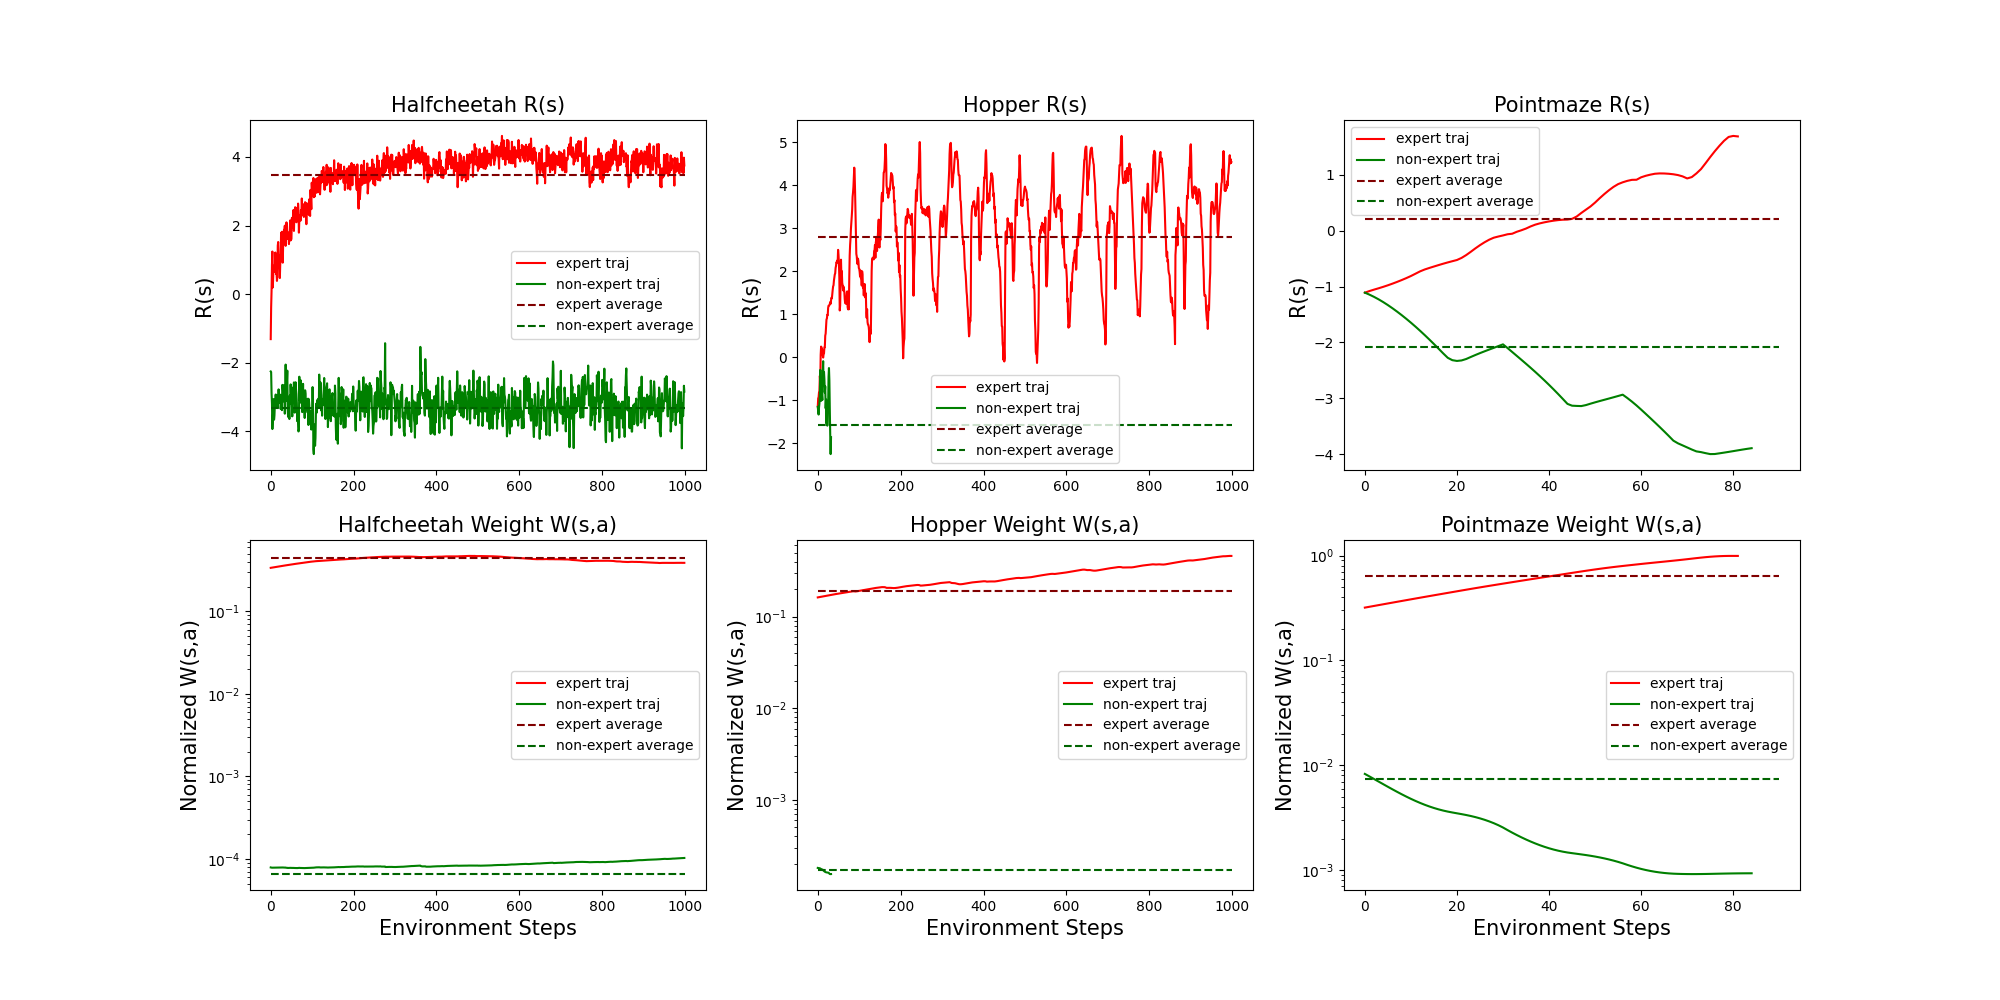 Halfcheetah R(s)
R(s)
4
2
0
−2
−4
expert traj
non-expert traj
expert average
non-expert average
0 200 400 600 800 1000
Hopper R(s)
R(s)
5
4
3
2
1
0
−1
−2
expert traj
non-expert traj
expert average
non-expert average
0 200 400 600 800 1000
Pointmaze R(s)
R(s)
1
0
−1
−2
−3
−4
expert traj
non-expert traj
expert average
non-expert average
0 20 40 60 80
Halfcheetah Weight W(s,a)
Normalized W(s,a)
10⁻¹
10⁻²
10⁻³
10⁻⁴
expert traj
non-expert traj
expert average
non-expert average
0 200 400 600 800 1000
Environment Steps
Hopper Weight W(s,a)
Normalized W(s,a)
10⁻¹
10⁻²
10⁻³
expert traj
non-expert traj
expert average
non-expert average
0 200 400 600 800 1000
Environment Steps
Pointmaze Weight W(s,a)
Normalized W(s,a)
10⁰
10⁻¹
10⁻²
10⁻³
expert traj
non-expert traj
expert average
non-expert average
0 20 40 60 80
Environment Steps